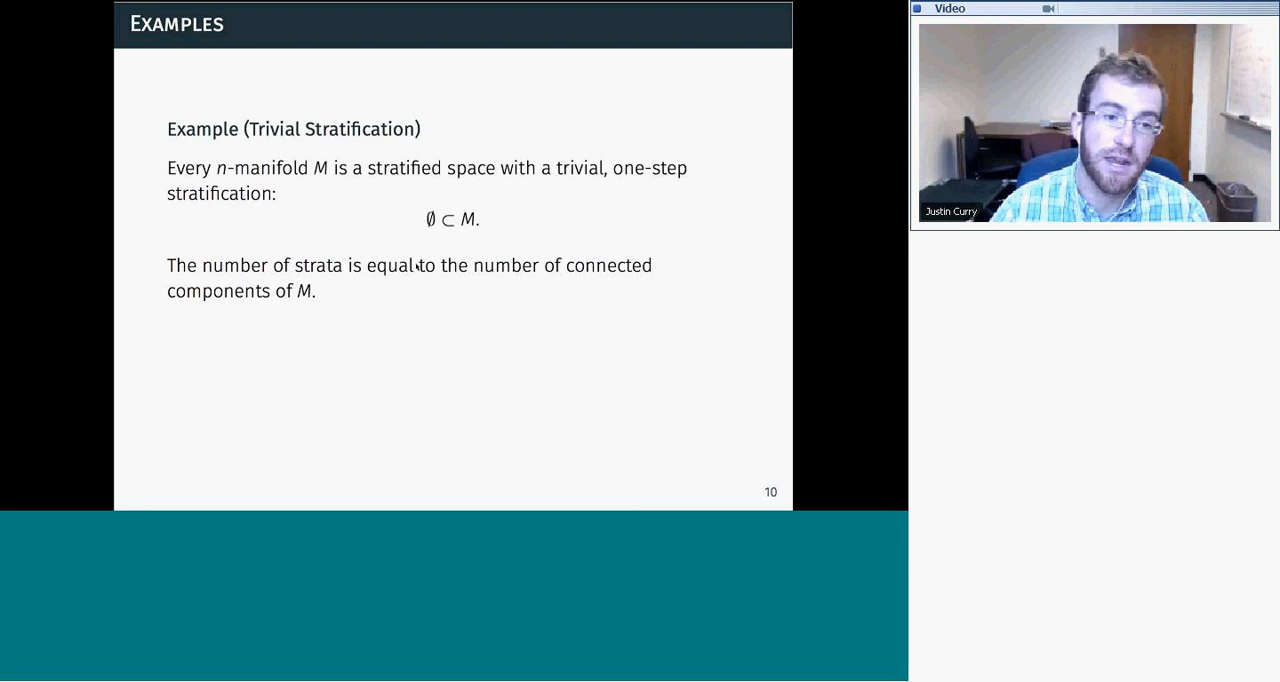 EXAMPLES
Example (Trivial Stratification)
Every n-manifold M is a stratified space with a trivial, one-step
stratification:
∅ ⊂ M.
The number of strata is equal to the number of connected
components of M.
10
Video
Justin Curry